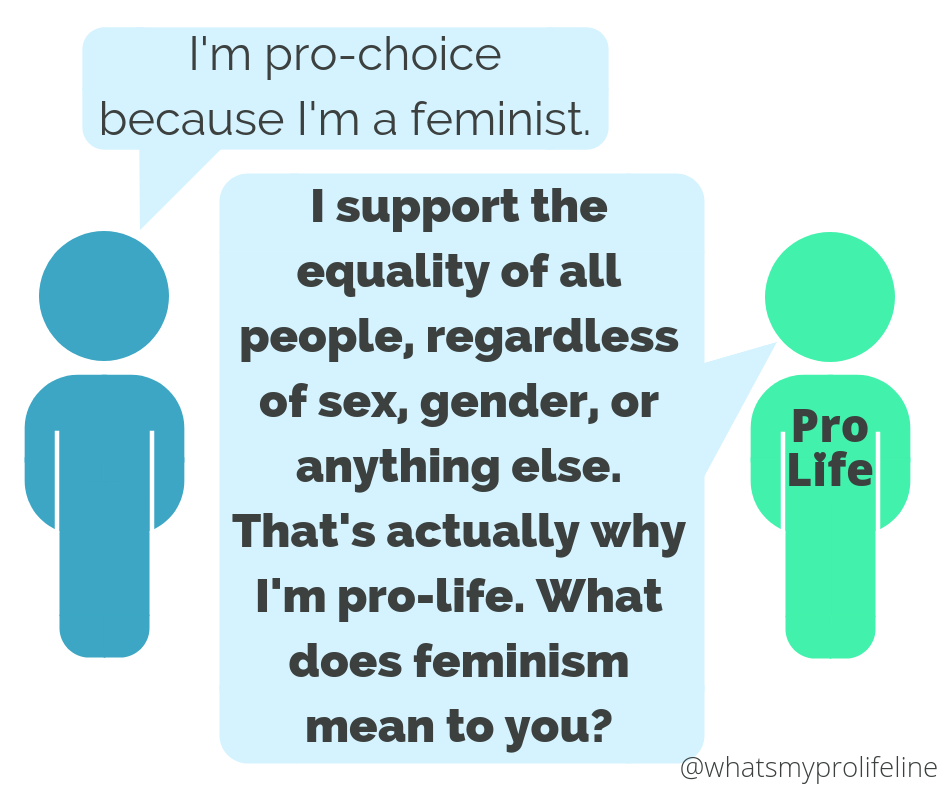 I'm pro-choice
because I'm a feminist.
I support the
equality of all
people, regardless
of sex, gender, or
anything else.
That's actually why
I'm pro-life. What
does feminism
mean to you?
Pro
Life
@whatsmyprolifeline